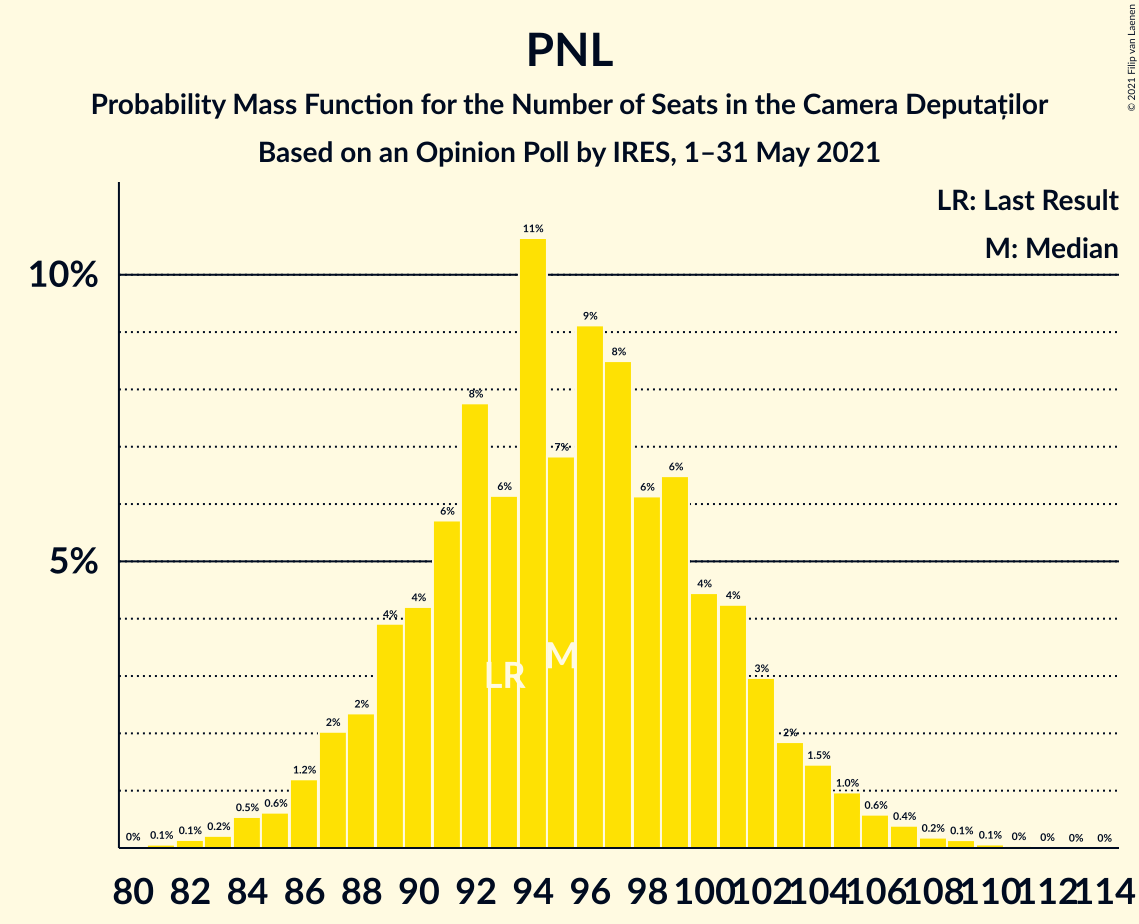 PNL
Probability Mass Function for the Number of Seats in the Camera Deputaților
Based on an Opinion Poll by IRES, 1–31 May 2021
© 2021 Filip van Laenen
LR: Last Result
M: Median
10%
5%
0% 0.1% 0.1% 0.2% 0.5% 0.6% 1.2% 2% 2% 4% 4% 6% 8% 6% 11% 7% 9% 8% 6% 6% 4% 4% 3% 2% 1.5% 1.0% 0.6% 0.4% 0.2% 0.1% 0.1% 0% 0% 0% 0%
LR M
80 82 84 86 88 90 92 94 96 98 100 102 104 106 108 110 112 114